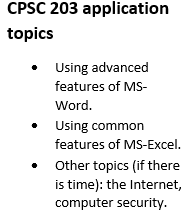 CPSC 203 application
topics
• Using advanced
features of MS-
Word.
• Using common
features of MS-Excel.
• Other topics (if there
is time): the Internet,
computer security.